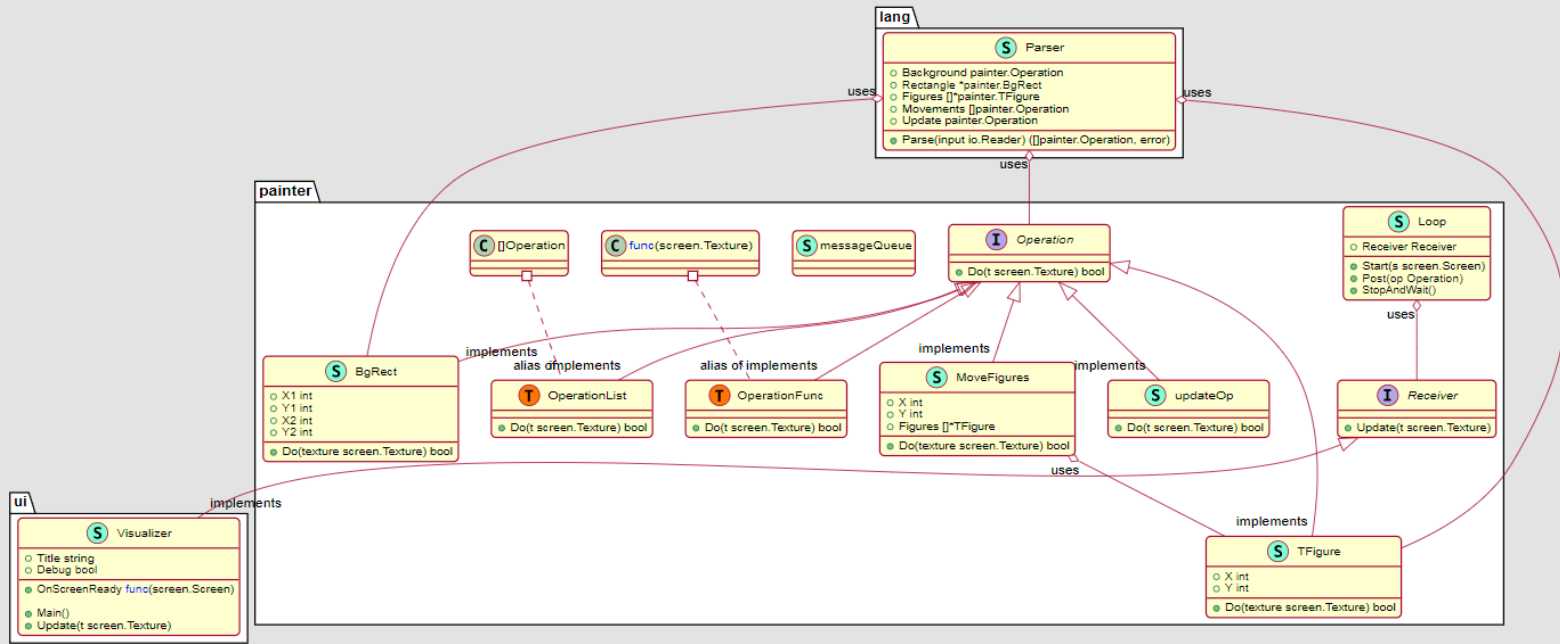 lang
S Parser
Background painter.Operation
Rectangle *painter.BgRect
Figures []*painter.TFigure
Movements []painter.Operation
Update painter.Operation
Parse(input io.Reader) ([]painter.Operation, error)
uses
uses
uses
painter
C []Operation
C func(screen.Texture)
S messageQueue
I Operation
Do(t screen.Texture) bool
S Loop
Receiver Receiver
Start(s screen.Screen)
Post(op Operation)
StopAndWait()
uses
implements
alias of implements
alias of implements
implements
implements
S BgRect
X1 int
Y1 int
X2 int
Y2 int
Do(texture screen.Texture) bool
T OperationList
Do(t screen.Texture) bool
T OperationFunc
Do(t screen.Texture) bool
S MoveFigures
X int
Y int
Figures []*TFigure
Do(texture screen.Texture) bool
uses
S updateOp
Do(t screen.Texture) bool
I Receiver
Update(t screen.Texture)
implements
implements
ui
S Visualizer
Title string
Debug bool
OnScreenReady func(screen.Screen)
Main()
Update(t screen.Texture)
S TFigure
X int
Y int
Do(texture screen.Texture) bool